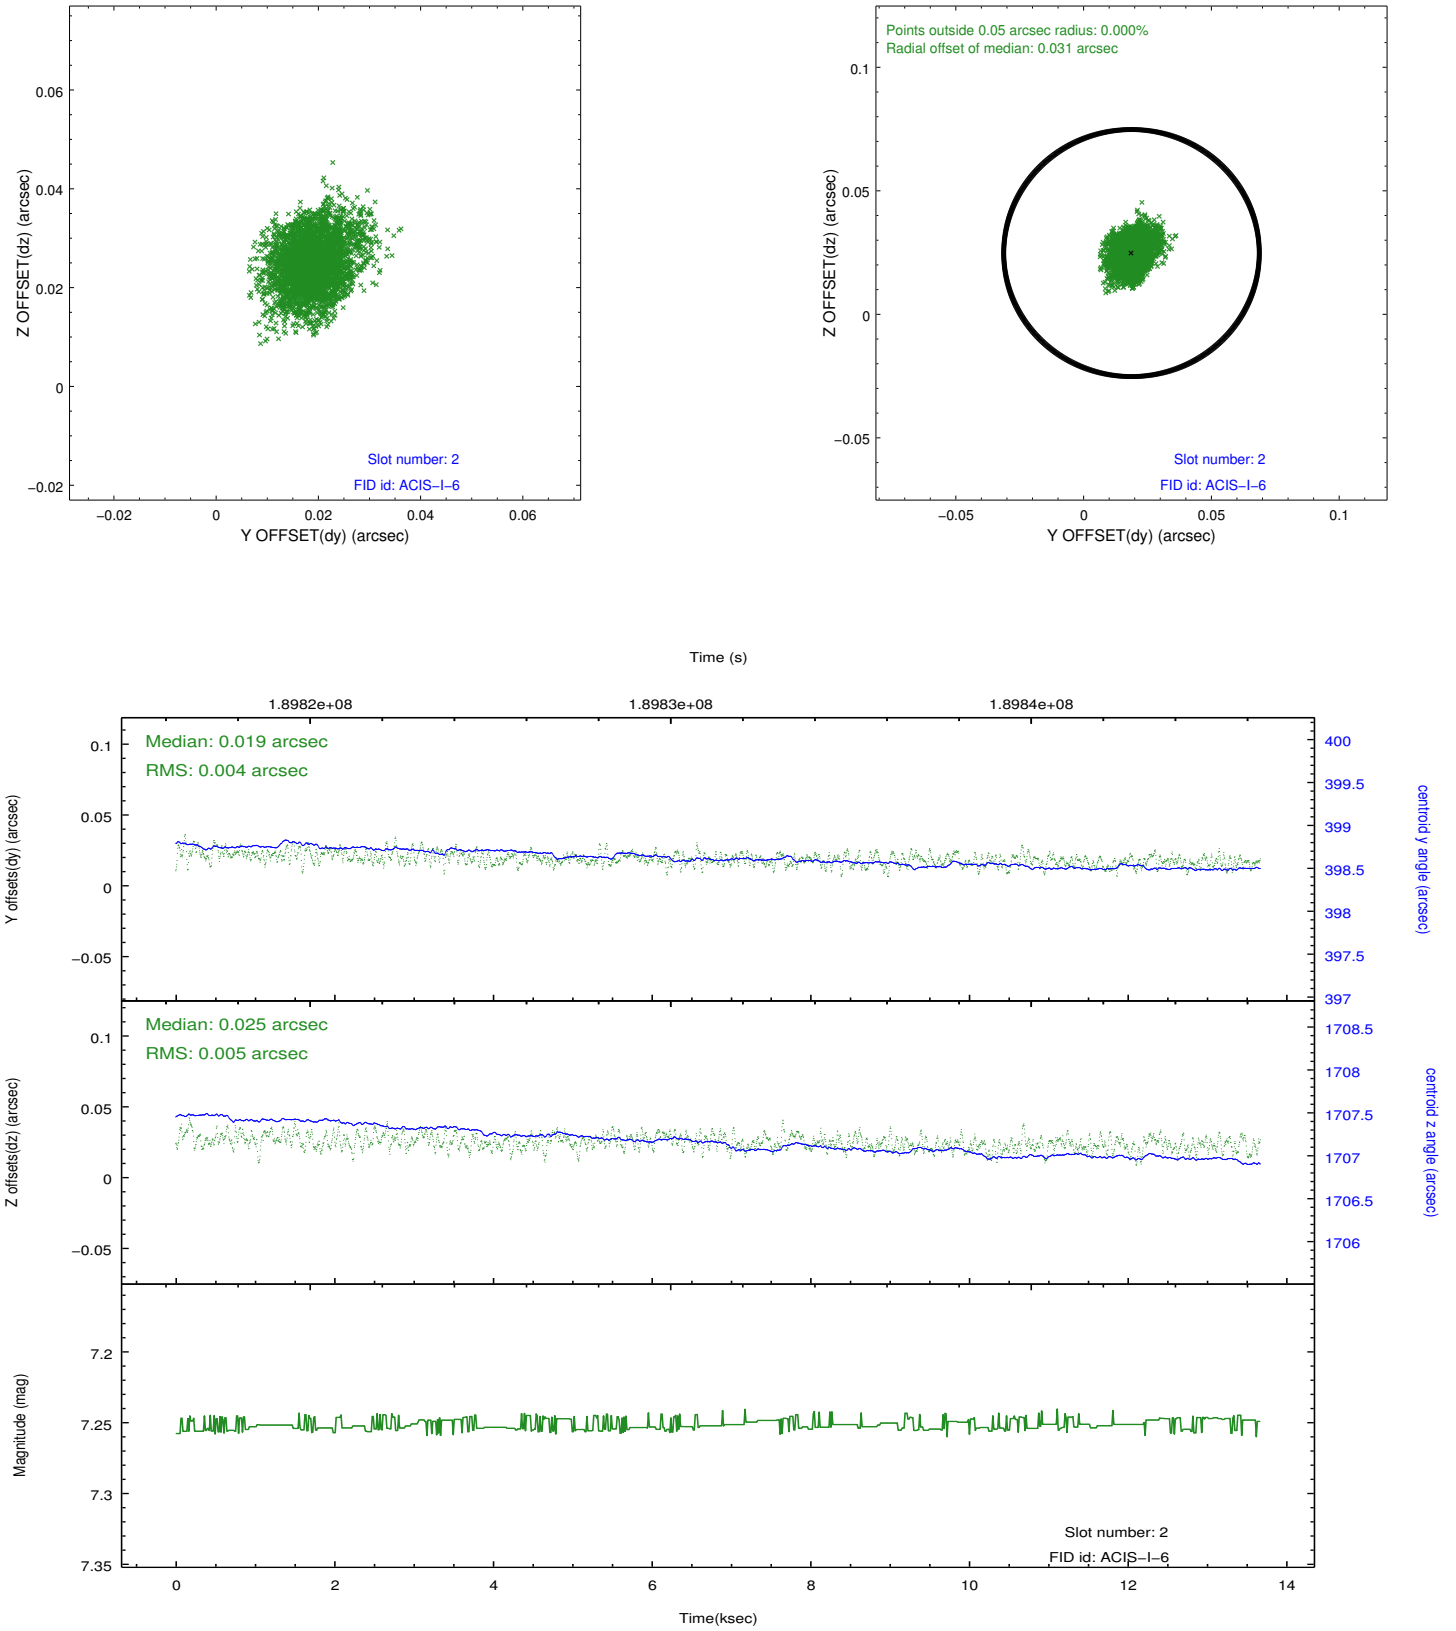 0.06
0.04
0.02
0
−0.02
Z OFFSET(dz) (arcsec)
Slot number: 2
FID id: ACIS−I−6
−0.02 0 0.02 0.04 0.06
Y OFFSET(dy) (arcsec)
Points outside 0.05 arcsec radius: 0.000%
Radial offset of median: 0.031 arcsec
0.1
0.05
0
−0.05
Z OFFSET(dz) (arcsec)
Slot number: 2
FID id: ACIS−I−6
−0.05 0 0.05 0.1
Y OFFSET(dy) (arcsec)
Time (s)
1.8982e+08 1.8983e+08 1.8984e+08
Median: 0.019 arcsec
RMS: 0.004 arcsec
0.1
0.05
0
−0.05
Y offsets(dy) (arcsec)
400
399.5
399
398.5
398
397.5
397
centroid y angle (arcsec)
Median: 0.025 arcsec
RMS: 0.005 arcsec
0.1
0.05
0
−0.05
Z offsets(dz) (arcsec)
1708.5
1708
1707.5
1707
1706.5
1706
centroid z angle (arcsec)
7.2
7.25
7.3
7.35
Magnitude (mag)
Slot number: 2
FID id: ACIS−I−6
0 2 4 6 8 10 12 14
Time(ksec)